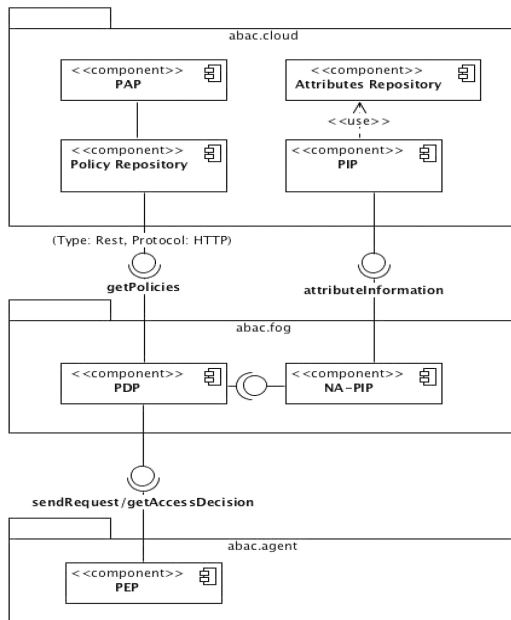 abac.cloud
<<component>>
PAP
<<component>>
Attributes Repository
<<use>>
<<component>>
Policy Repository
<<component>>
PIP
(Type: Rest, Protocol: HTTP)
getPolicies
attributeInformation
abac.fog
<<component>>
PDP
<<component>>
NA-PIP
sendRequest/getAccessDecision
abac.agent
<<component>>
PEP